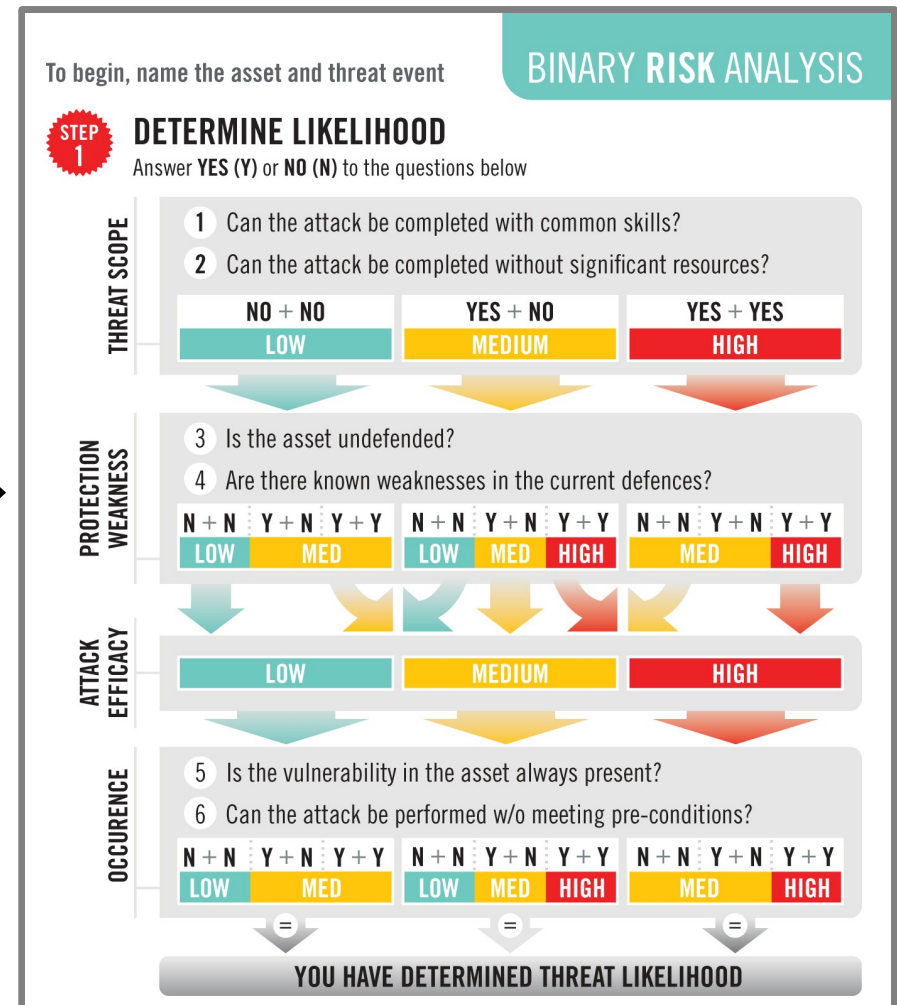 To begin, name the asset and threat event
BINARY RISK ANALYSIS
STEP 1
DETERMINE LIKELIHOOD
Answer YES (Y) or NO (N) to the questions below
THREAT SCOPE
1 Can the attack be completed with common skills?
2 Can the attack be completed without significant resources?
NO + NO YES + NO YES + YES
LOW MEDIUM HIGH
PROTECTION WEAKNESS
3 Is the asset undefended?
4 Are there known weaknesses in the current defences?
N + N Y + N Y + Y N + N Y + N Y + Y N + N Y + N Y + Y
LOW MED LOW MED HIGH MED HIGH
ATTACK EFFICACY
LOW MEDIUM HIGH
OCCURENCE
5 Is the vulnerability in the asset always present?
6 Can the attack be performed w/o meeting pre-conditions?
N + N Y + N Y + Y N + N Y + N Y + Y N + N Y + N Y + Y
LOW MED LOW MED HIGH MED HIGH
= = =
YOU HAVE DETERMINED THREAT LIKELIHOOD